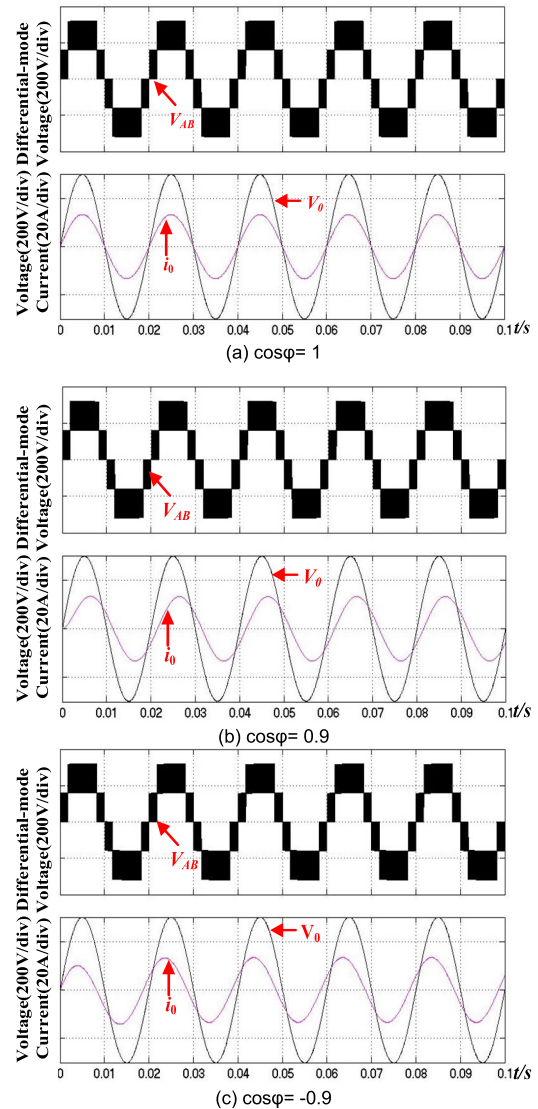 Differential-mode
Voltage(200V/div)
V_AB
Voltage(200V/div)
Current(20A/div)
V_0
i_0
0 0.01 0.02 0.03 0.04 0.05 0.06 0.07 0.08 0.09 0.1 t/s
(a) cosφ= 1
Differential-mode
Voltage(200V/div)
V_AB
Voltage(200V/div)
Current(20A/div)
V_0
i_0
0 0.01 0.02 0.03 0.04 0.05 0.06 0.07 0.08 0.09 0.1 t/s
(b) cosφ= 0.9
Differential-mode
Voltage(200V/div)
V_AB
Voltage(200V/div)
Current(20A/div)
V_0
i_0
0 0.01 0.02 0.03 0.04 0.05 0.06 0.07 0.08 0.09 0.1 t/s
(c) cosφ= -0.9